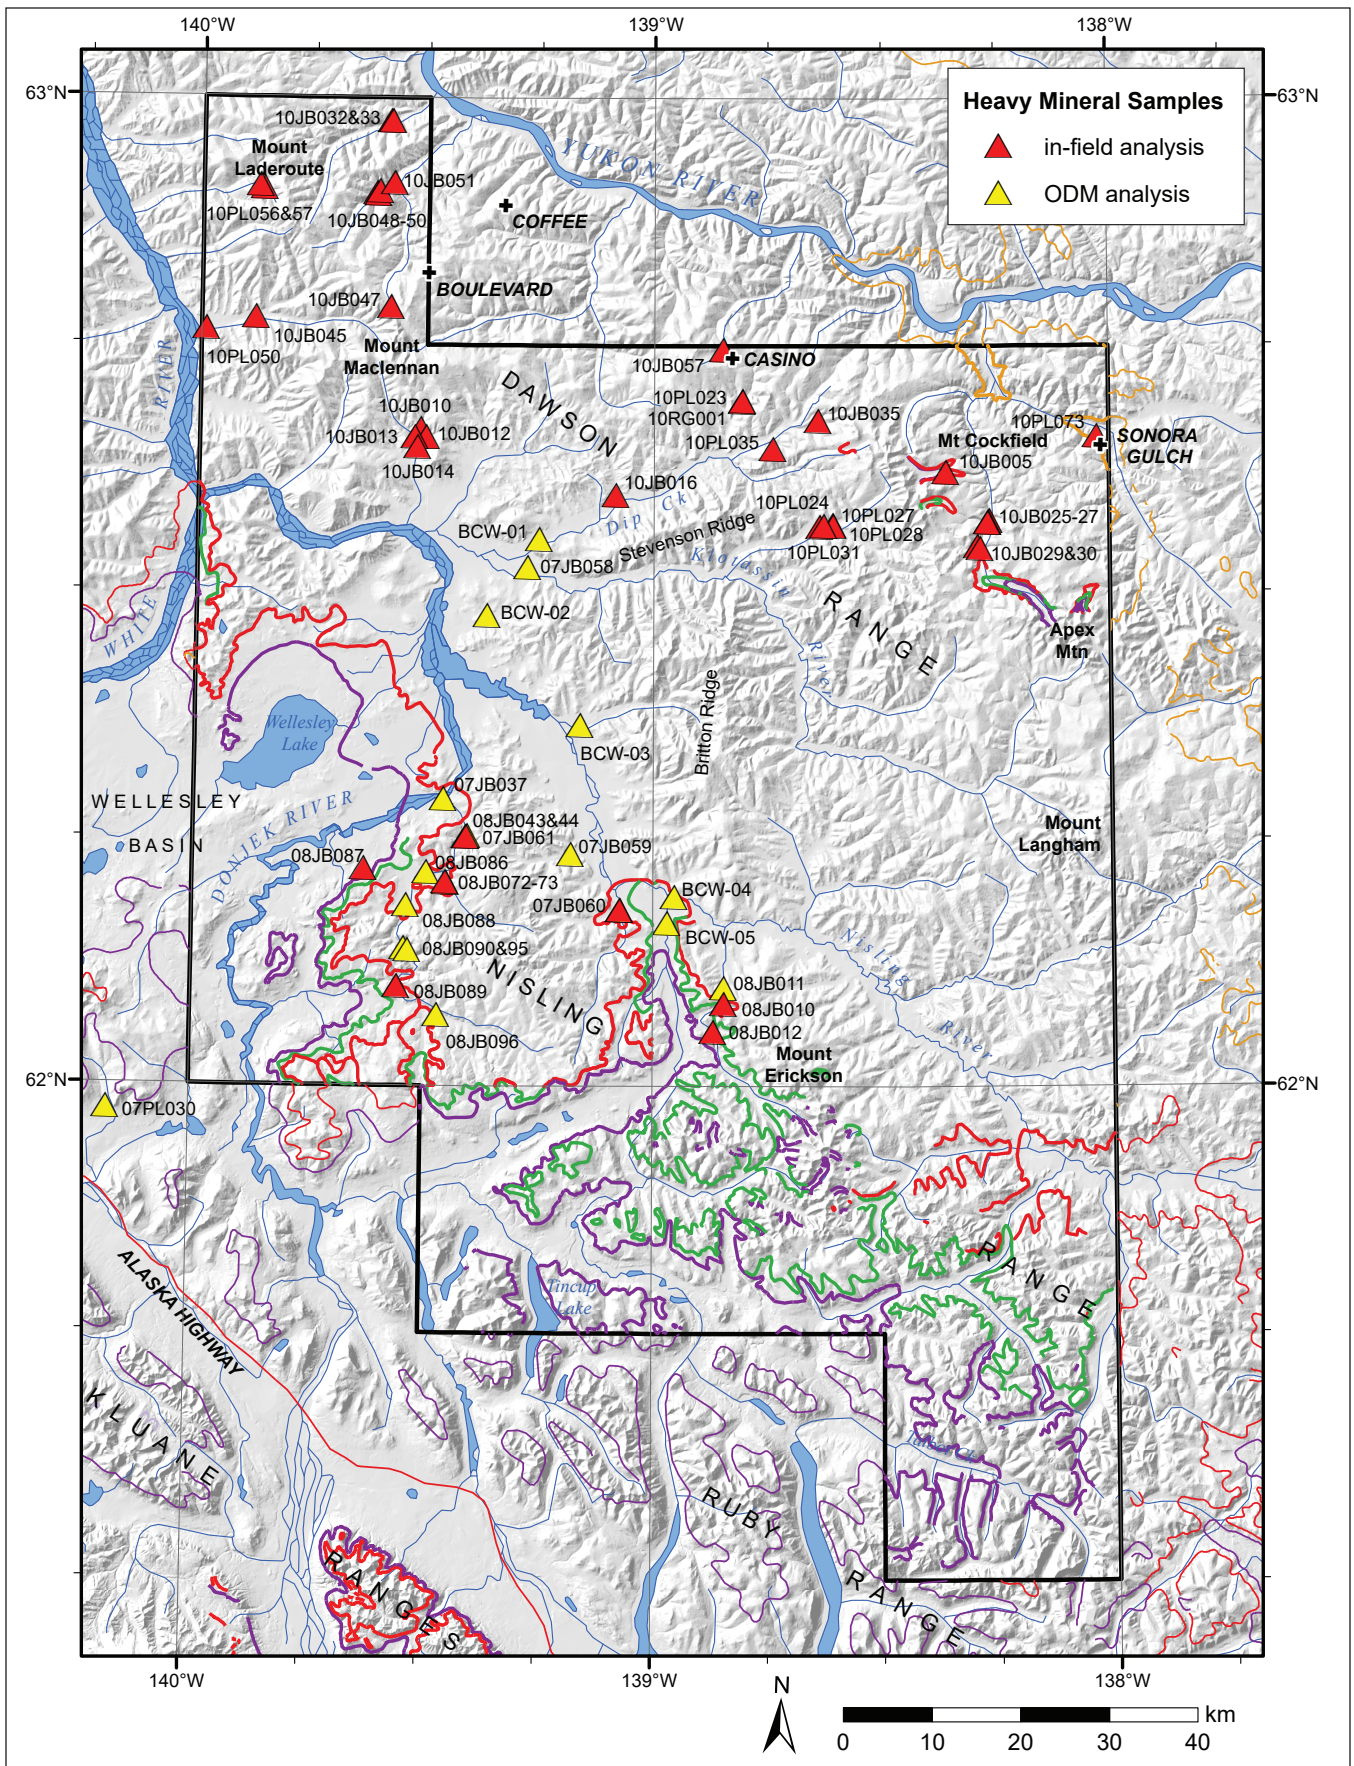 140°W
139°W
138°W
63°N
63°N
Heavy Mineral Samples
in-field analysis
ODM analysis
10JB032&33
Mount
Laderoute
10JB051
10PL056&57
10JB048-50
YUKON RIVER
COFFEE
BOULEVARD
10JB047
10JB045
10PL050
Mount
Maclennan
RIVER
10JB057
CASINO
DAWSON
10PL023
10RG001
10JB010
10JB013
10JB012
10JB014
10JB035
10PL035
10PL073
SONORA
GULCH
Mt Cockfield
10JB005
10JB016
Dip Ck
10PL024
10PL027
10PL028
10PL031
10JB025-27
10JB029&30
BCW-01
Stevenson Ridge
07JB058
Klotassin
River
BCW-02
RANGE
Apex
Mtn
WHITE
Wellesley
Lake
BCW-03
Britton Ridge
WELLESLEY
BASIN
DONJEK RIVER
07JB037
08JB043&44
07JB061
07JB059
Mount
Langham
08JB087
08JB086
08JB072-73
08JB088
07JB060
BCW-04
BCW-05
08JB090&95
NISLING
Nisling
River
08JB089
08JB011
08JB010
08JB012
08JB096
Mount
Erickson
62°N
62°N
07PL030
RANGE
ALASKA HIGHWAY
Tincup
Lake
KLUANE
RANGES
RUBY
RANGE
140°W
139°W
138°W
N
km
0
10
20
30
40